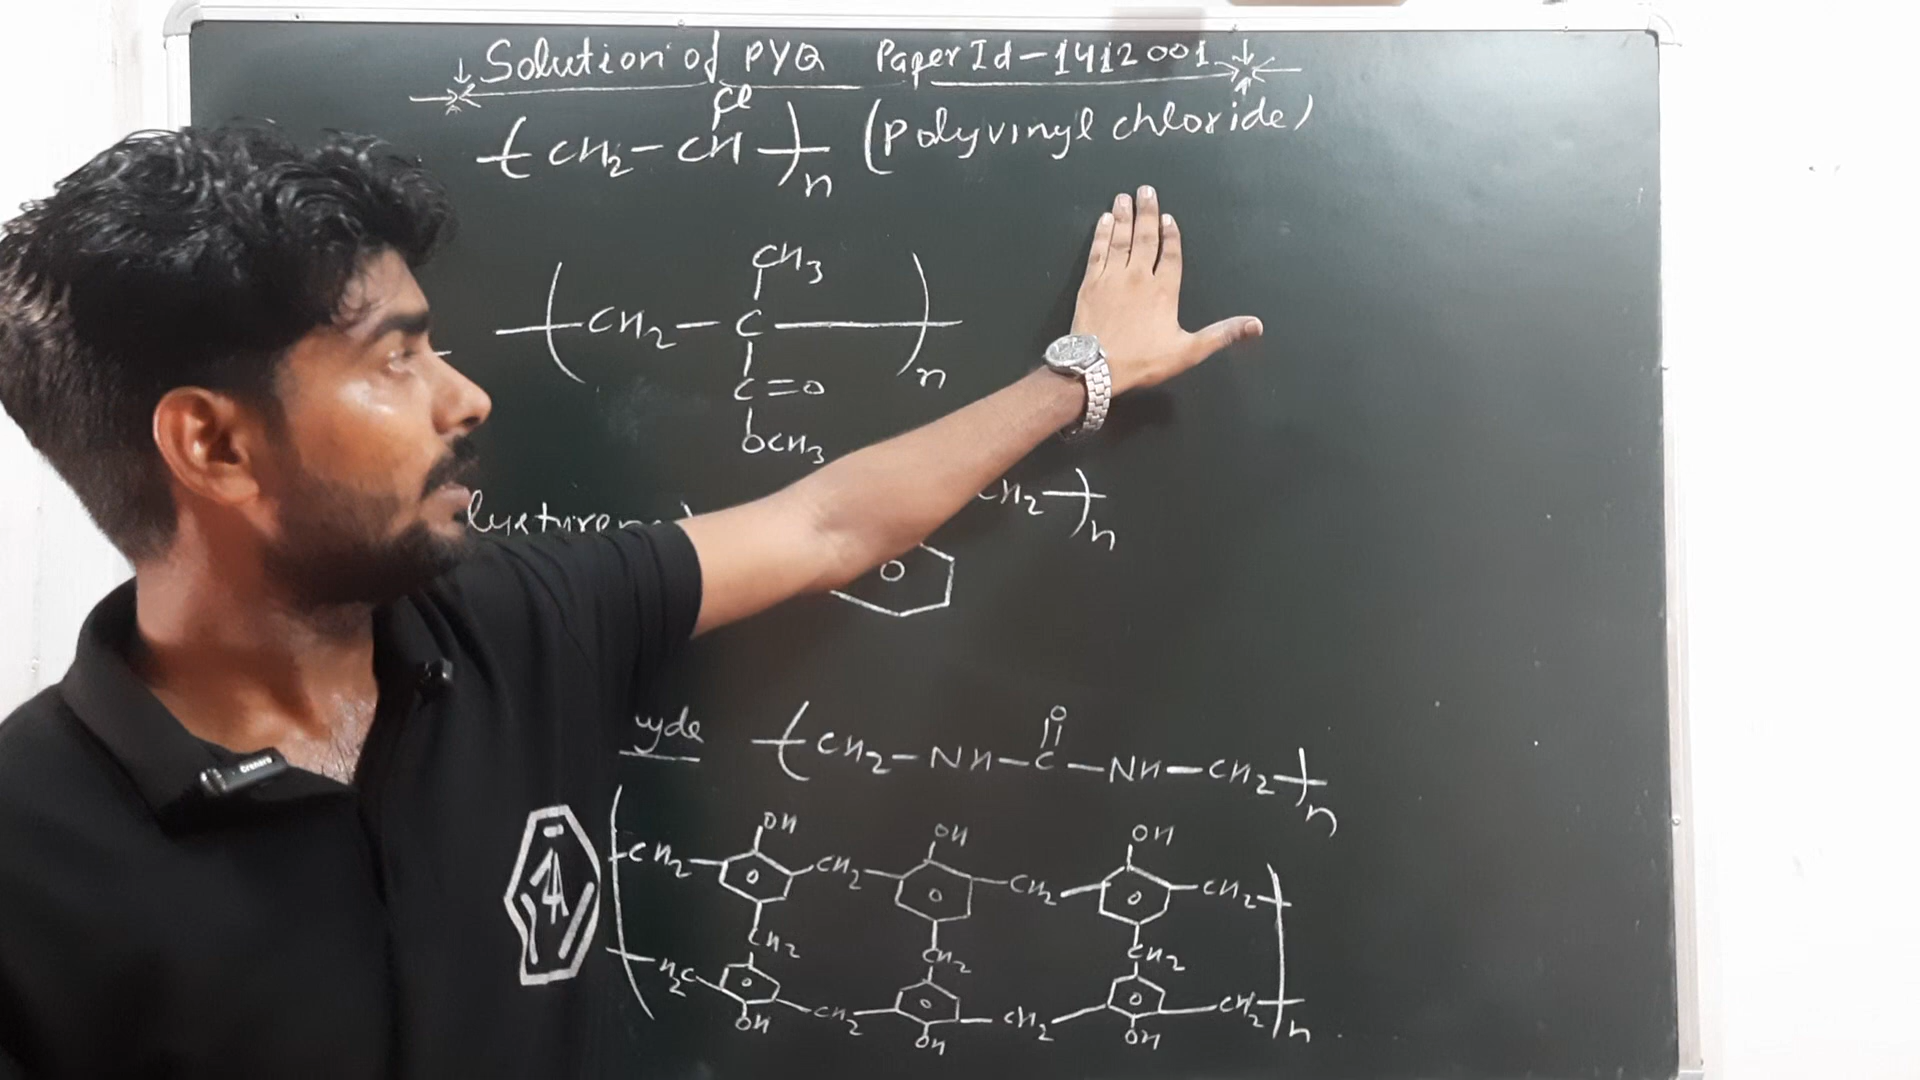 Solution of PYQ Paper Id-1412001
Cl
(CH2-CH)n (Polyvinyl chloride)
CH3
(CH2-C)n
C=O
OCH3
CH2)n
yde (CH2-NH-C-NH-CH2)n
O
OH OH OH
CH2 CH2 CH2 CH2
CH2 CH2 CH2
H2C CH2 CH2 CH2 n
OH OH OH